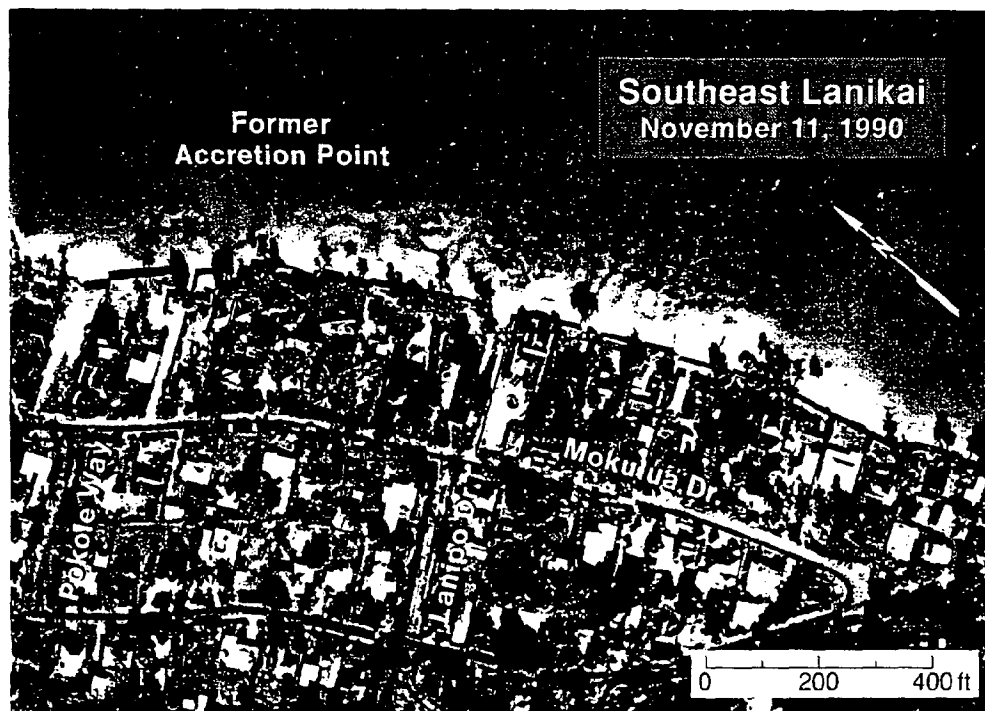 Southeast Lanikai
November 11, 1990
Former
Accretion Point
N
Mokulua Dr.
Pokole Way
Lanipo Dr.
0 200 400 ft